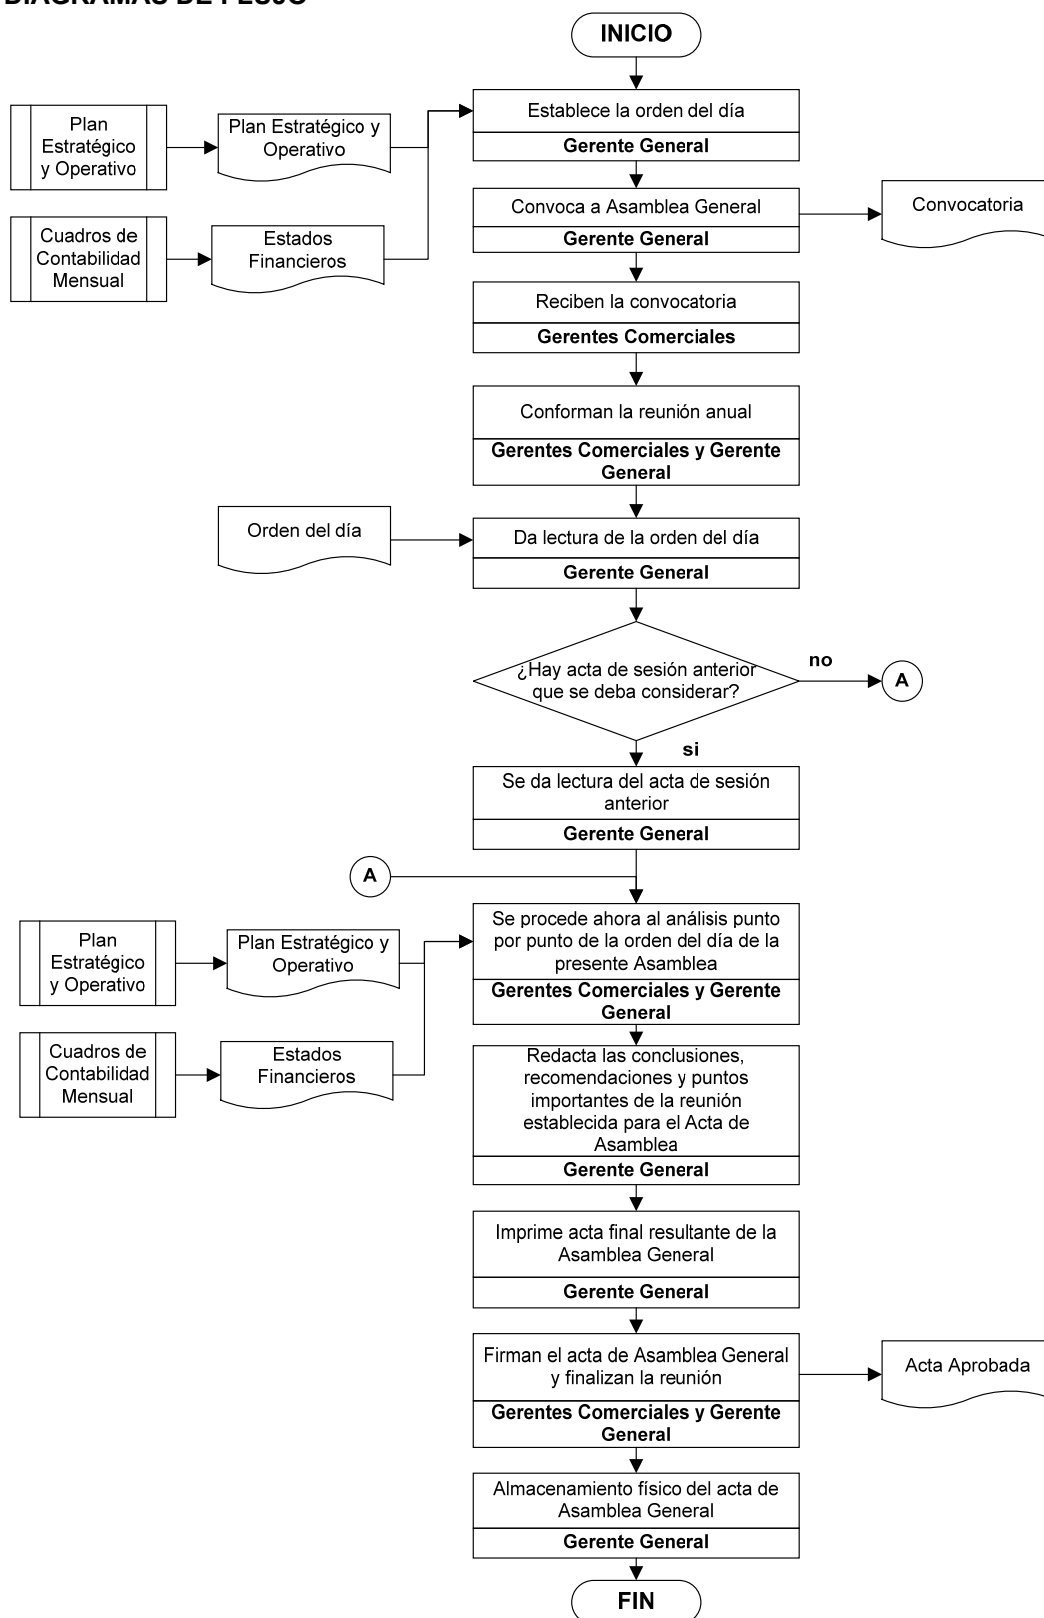 DIAGRAMAS DE FLUJO
INICIO
Plan
Estratégico
y Operativo
Plan Estratégico y
Operativo
Establece la orden del día
Gerente General
Cuadros de
Contabilidad
Mensual
Estados
Financieros
Convoca a Asamblea General
Gerente General
Convocatoria
Reciben la convocatoria
Gerentes Comerciales
Conforman la reunión anual
Gerentes Comerciales y Gerente
General
Orden del día
Da lectura de la orden del día
Gerente General
¿Hay acta de sesión anterior
que se deba considerar?
no
A
si
Se da lectura del acta de sesión
anterior
Gerente General
A
Plan
Estratégico
y Operativo
Plan Estratégico y
Operativo
Se procede ahora al análisis punto
por punto de la orden del día de la
presente Asamblea
Gerentes Comerciales y Gerente
General
Cuadros de
Contabilidad
Mensual
Estados
Financieros
Redacta las conclusiones,
recomendaciones y puntos
importantes de la reunión
establecida para el Acta de
Asamblea
Gerente General
Imprime acta final resultante de la
Asamblea General
Gerente General
Firman el acta de Asamblea General
y finalizan la reunión
Gerentes Comerciales y Gerente
General
Acta Aprobada
Almacenamiento físico del acta de
Asamblea General
Gerente General
FIN